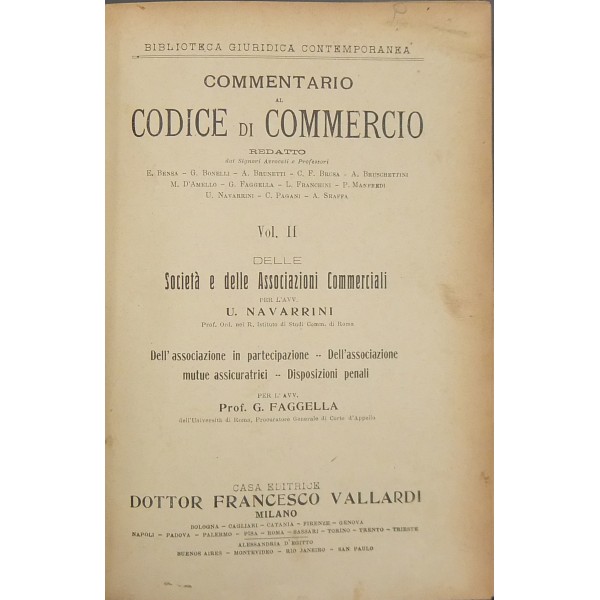 BIBLIOTECA GIURIDICA CONTEMPORANEA
COMMENTARIO
AL
CODICE DI COMMERCIO
REDATTO
dai Signori Avvocati e Professori
E. BENSA – G. BONELLI – A. BRUNETTI – C. F. BRUSA – A. BRUSCHETTINI
M. D'AMELIO – G. FAGGELLA – L. FRANCHINI – P. MANFREDI
U. NAVARRINI – C. PAGANI – A. SRAFFA
Vol. II
DELLE
Società e delle Associazioni Commerciali
PER L'AVV.
U. NAVARRINI
Prof. Ord. nel R. Istituto di Studi Comm. di Roma
Dell'associazione in partecipazione -- Dell'associazione
mutue assicuratrici -- Disposizioni penali
PER L'AVV.
Prof. G. FAGGELLA
dell'Università di Roma, Procuratore Generale di Corte d'Appello
CASA EDITRICE
DOTTOR FRANCESCO VALLARDI
MILANO
BOLOGNA – CAGLIARI – CATANIA – FIRENZE – GENOVA
NAPOLI – PADOVA – PALERMO – PISA – ROMA – SASSARI – TORINO – TRENTO – TRIESTE
ALESSANDRIA D'EGITTO
BUENOS AIRES – MONTEVIDEO – RIO JANEIRO – SAN PAULO